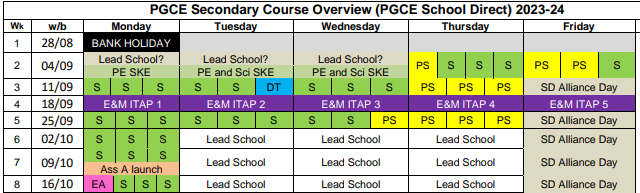 PGCE Secondary Course Overview (PGCE School Direct) 2023-24
Wk w/b Monday Tuesday Wednesday Thursday Friday
1 28/08 BANK HOLIDAY
2 04/09 Lead School? Lead School? Lead School? PS S S S PS PS S
PE SKE PE and Sci SKE PE and Sci SKE
3 11/09 S S S S S DT S S S PS PS PS SD Alliance Day
4 18/09 E&M ITAP 1 E&M ITAP 2 E&M ITAP 3 E&M ITAP 4 E&M ITAP 5
5 25/09 S S S S S S S S PS PS PS PS SD Alliance Day
6 02/10 S S S Lead School Lead School Lead School SD Alliance Day
S S S
7 09/10 S S S Lead School Lead School Lead School SD Alliance Day
Ass A launch
8 16/10 EA S S S Lead School Lead School Lead School SD Alliance Day